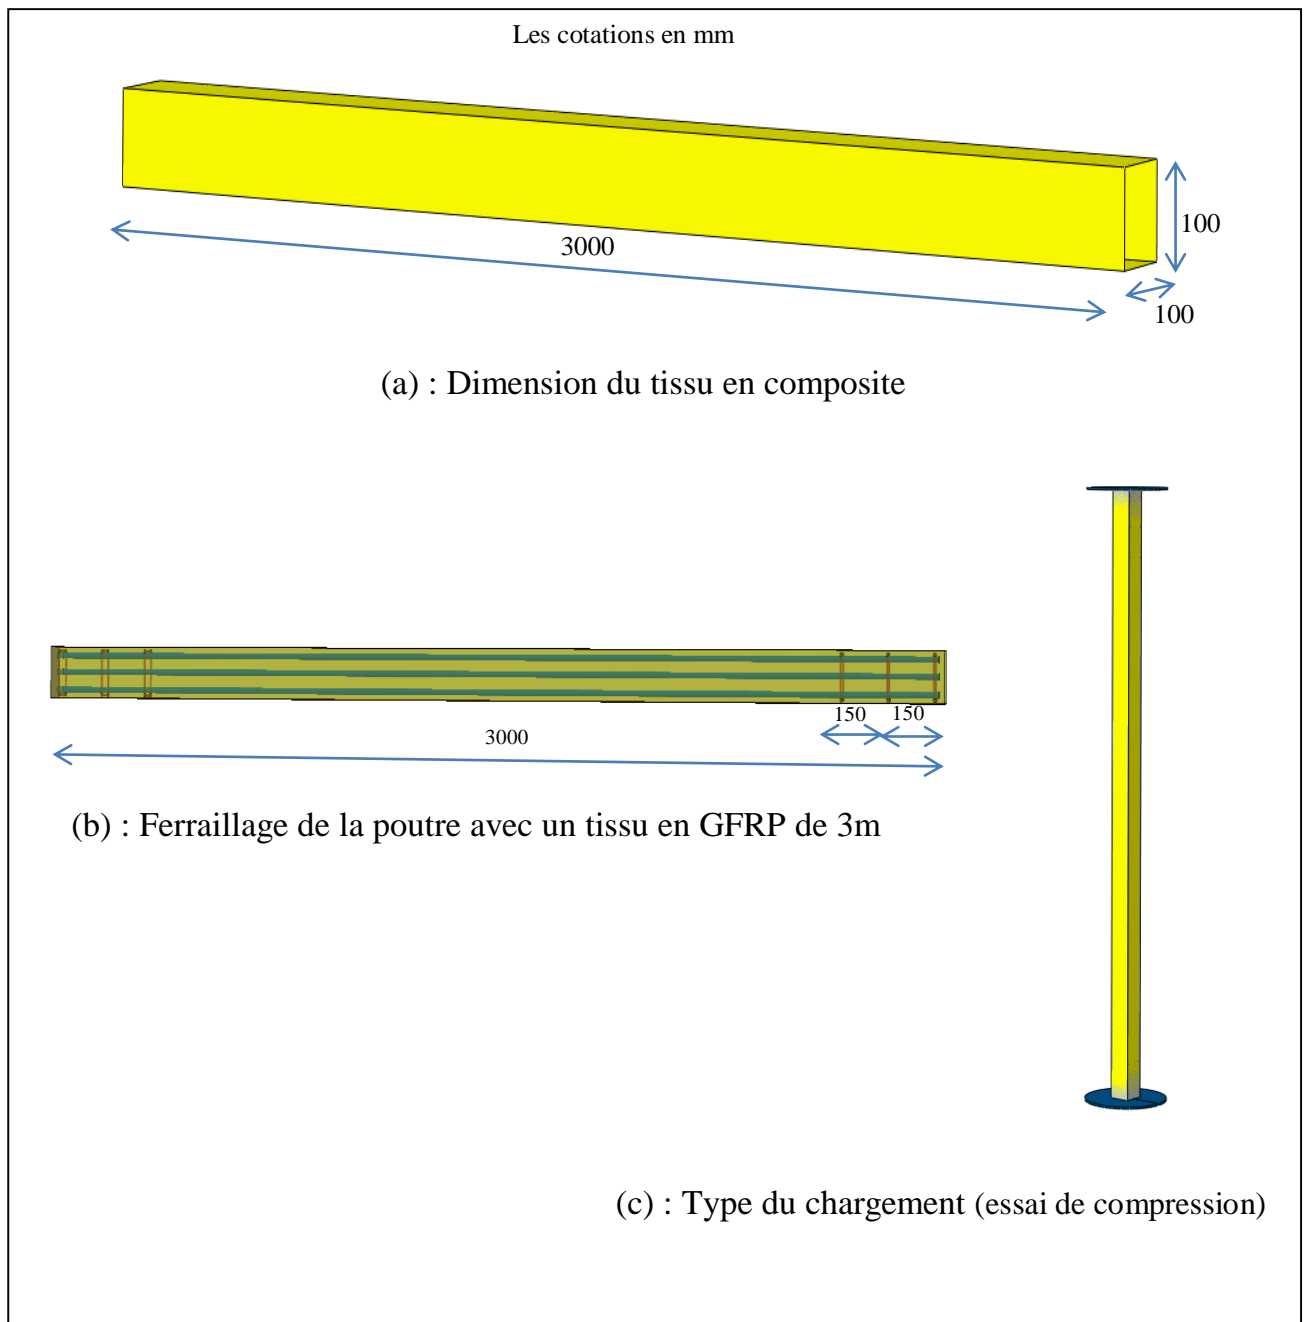 Les cotations en mm
100
3000
100
(a) : Dimension du tissu en composite
150
150
3000
(b) : Ferraillage de la poutre avec un tissu en GFRP de 3m
(c) : Type du chargement (essai de compression)